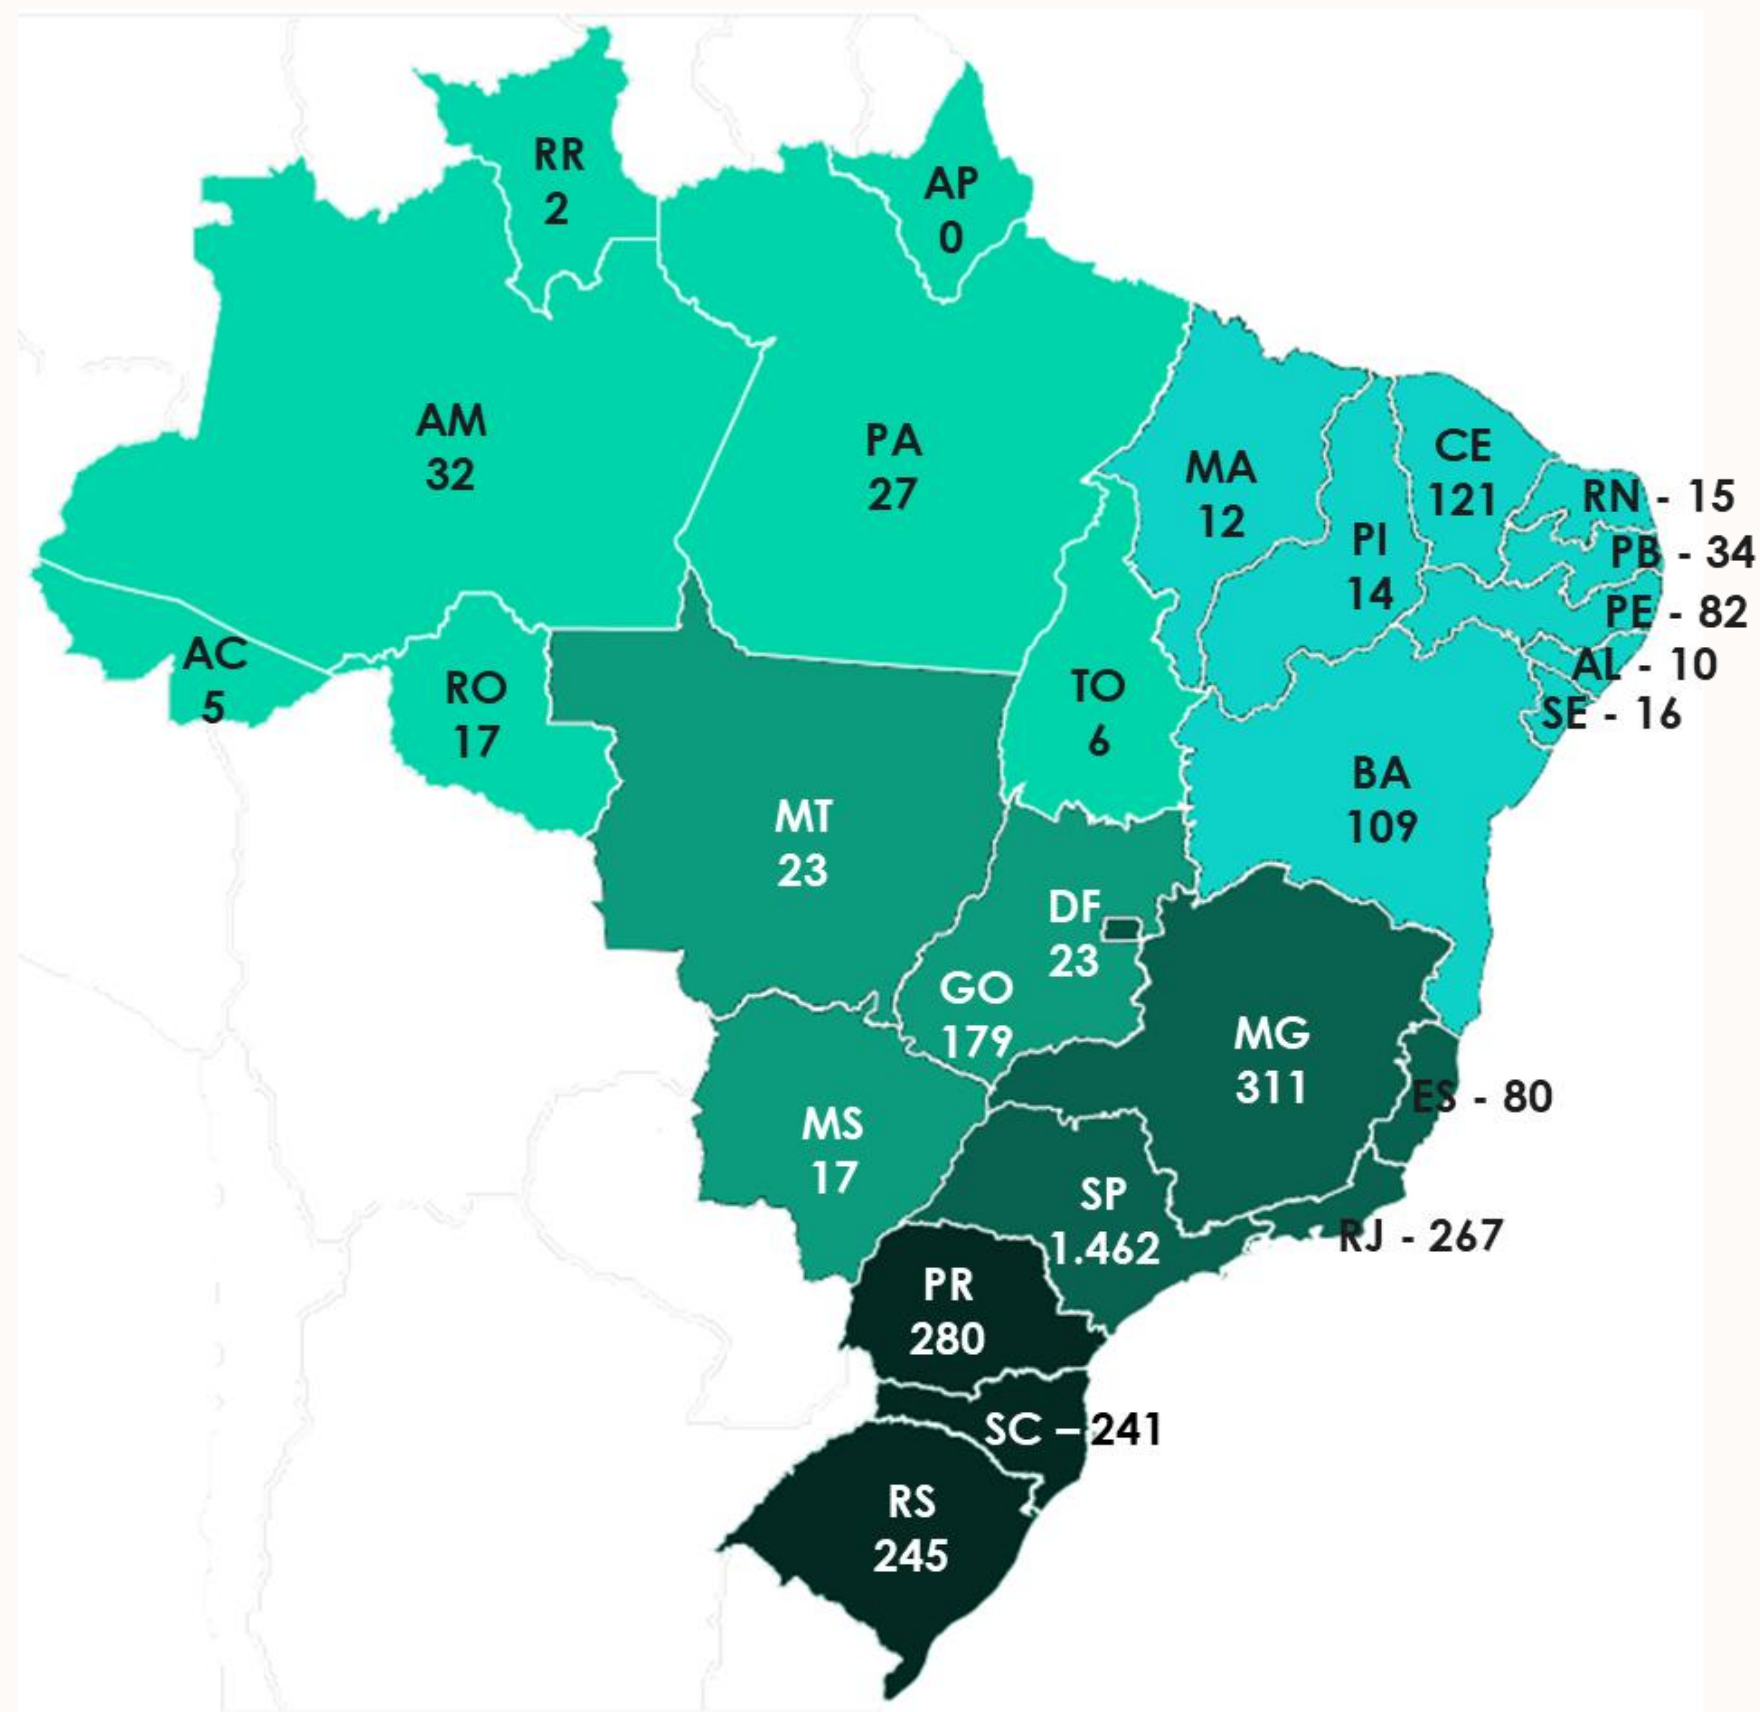 RR
2
AP
0
AM
32
PA
27
MA
12
CE
121
RN - 15
PI
14
PB - 34
PE - 82
AC
5
RO
17
TO
6
AL - 10
SE - 16
BA
109
MT
23
DF
23
GO
179
MG
311
ES - 80
MS
17
SP
1.462
RJ - 267
PR
280
SC – 241
RS
245